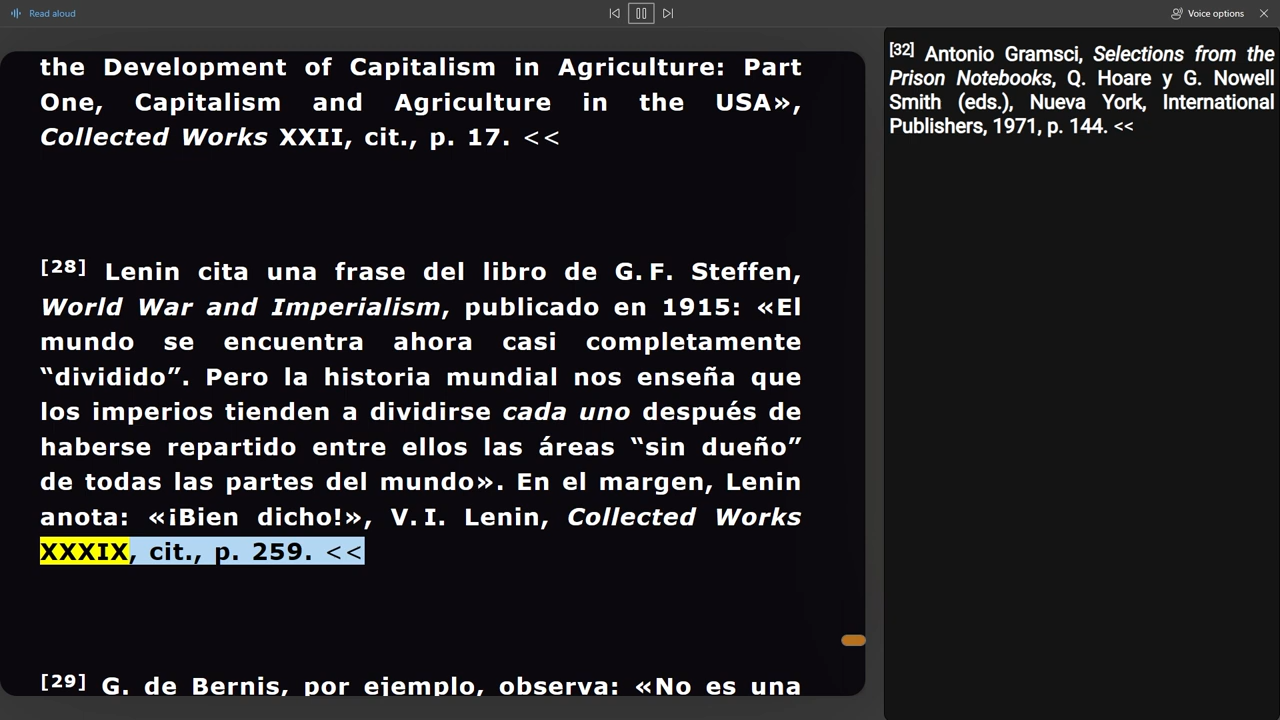 Read aloud
Voice options
the Development of Capitalism in Agriculture: Part
One, Capitalism and Agriculture in the USA»,
Collected Works XXII, cit., p. 17. <<
[28] Lenin cita una frase del libro de G. F. Steffen,
World War and Imperialism, publicado en 1915: «El
mundo se encuentra ahora casi completamente
“dividido”. Pero la historia mundial nos enseña que
los imperios tienden a dividirse cada uno después de
haberse repartido entre ellos las áreas “sin dueño”
de todas las partes del mundo». En el margen, Lenin
anota: «¡Bien dicho!», V. I. Lenin, Collected Works
XXXIX, cit., p. 259. <<
[29] G. de Bernis, por ejemplo, observa: «No es una
[32] Antonio Gramsci, Selections from the
Prison Notebooks, Q. Hoare y G. Nowell
Smith (eds.), Nueva York, International
Publishers, 1971, p. 144. <<